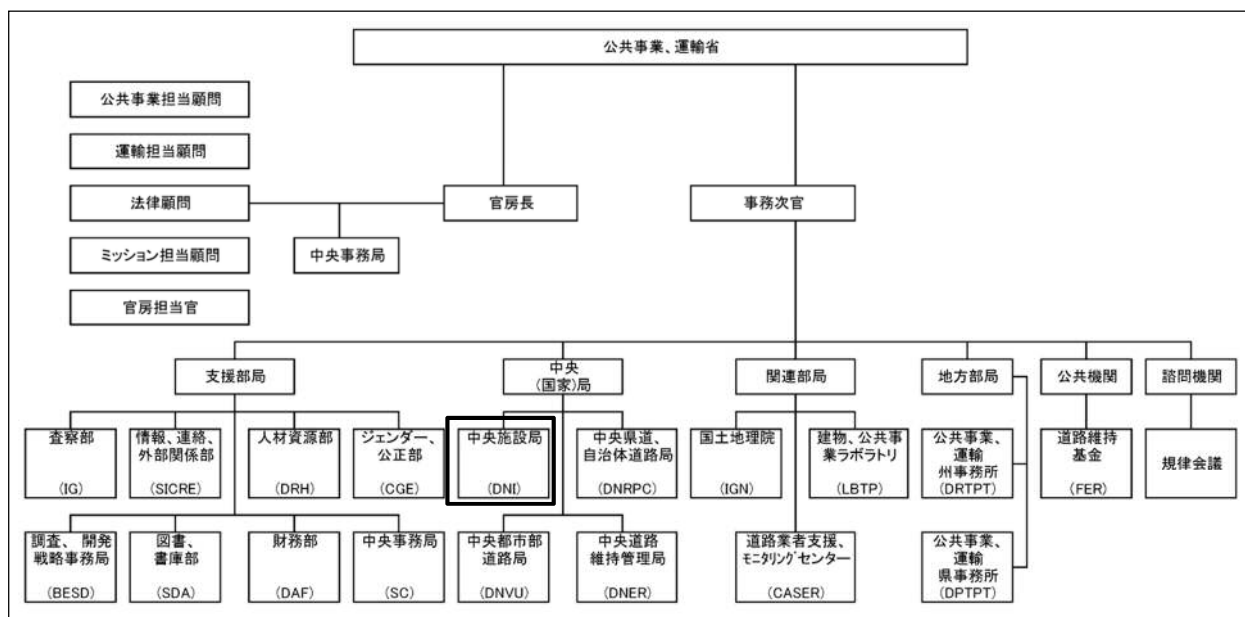 公共事業、運輸省
公共事業担当顧問
運輸担当顧問
法律顧問
官房長
事務次官
ミッション担当顧問
中央事務局
官房担当官
支援部局
中央
(国家)局
関連部局
地方部局
公共機関
諮問機関
査察部
(IG)
情報、連絡、
外部関係部
(SICRE)
人材資源部
(DRH)
ジェンダー、
公正部
(CGE)
中央施設局
(DNI)
中央県道、
自治体道路局
(DNRPC)
国土地理院
(IGN)
建物、公共事
業ラボラトリ
(LBTP)
公共事業、
運輸
州事務所
(DRTPT)
道路維持
基金
(FER)
規律会議
調査、開発
戦略事務局
(BESD)
図書、
書庫部
(SDA)
財務部
(DAF)
中央事務局
(SC)
中央都市部
道路局
(DNVU)
中央道路
維持管理局
(DNER)
道路業者支援、
モニタリングセンター
(CASER)
公共事業、
運輸
県事務所
(DPTPT)